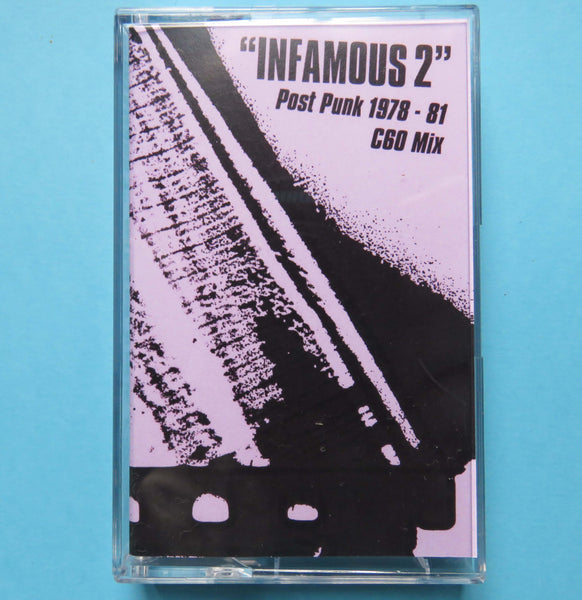 “INFAMOUS 2”
Post Punk 1978 - 81
C60 Mix